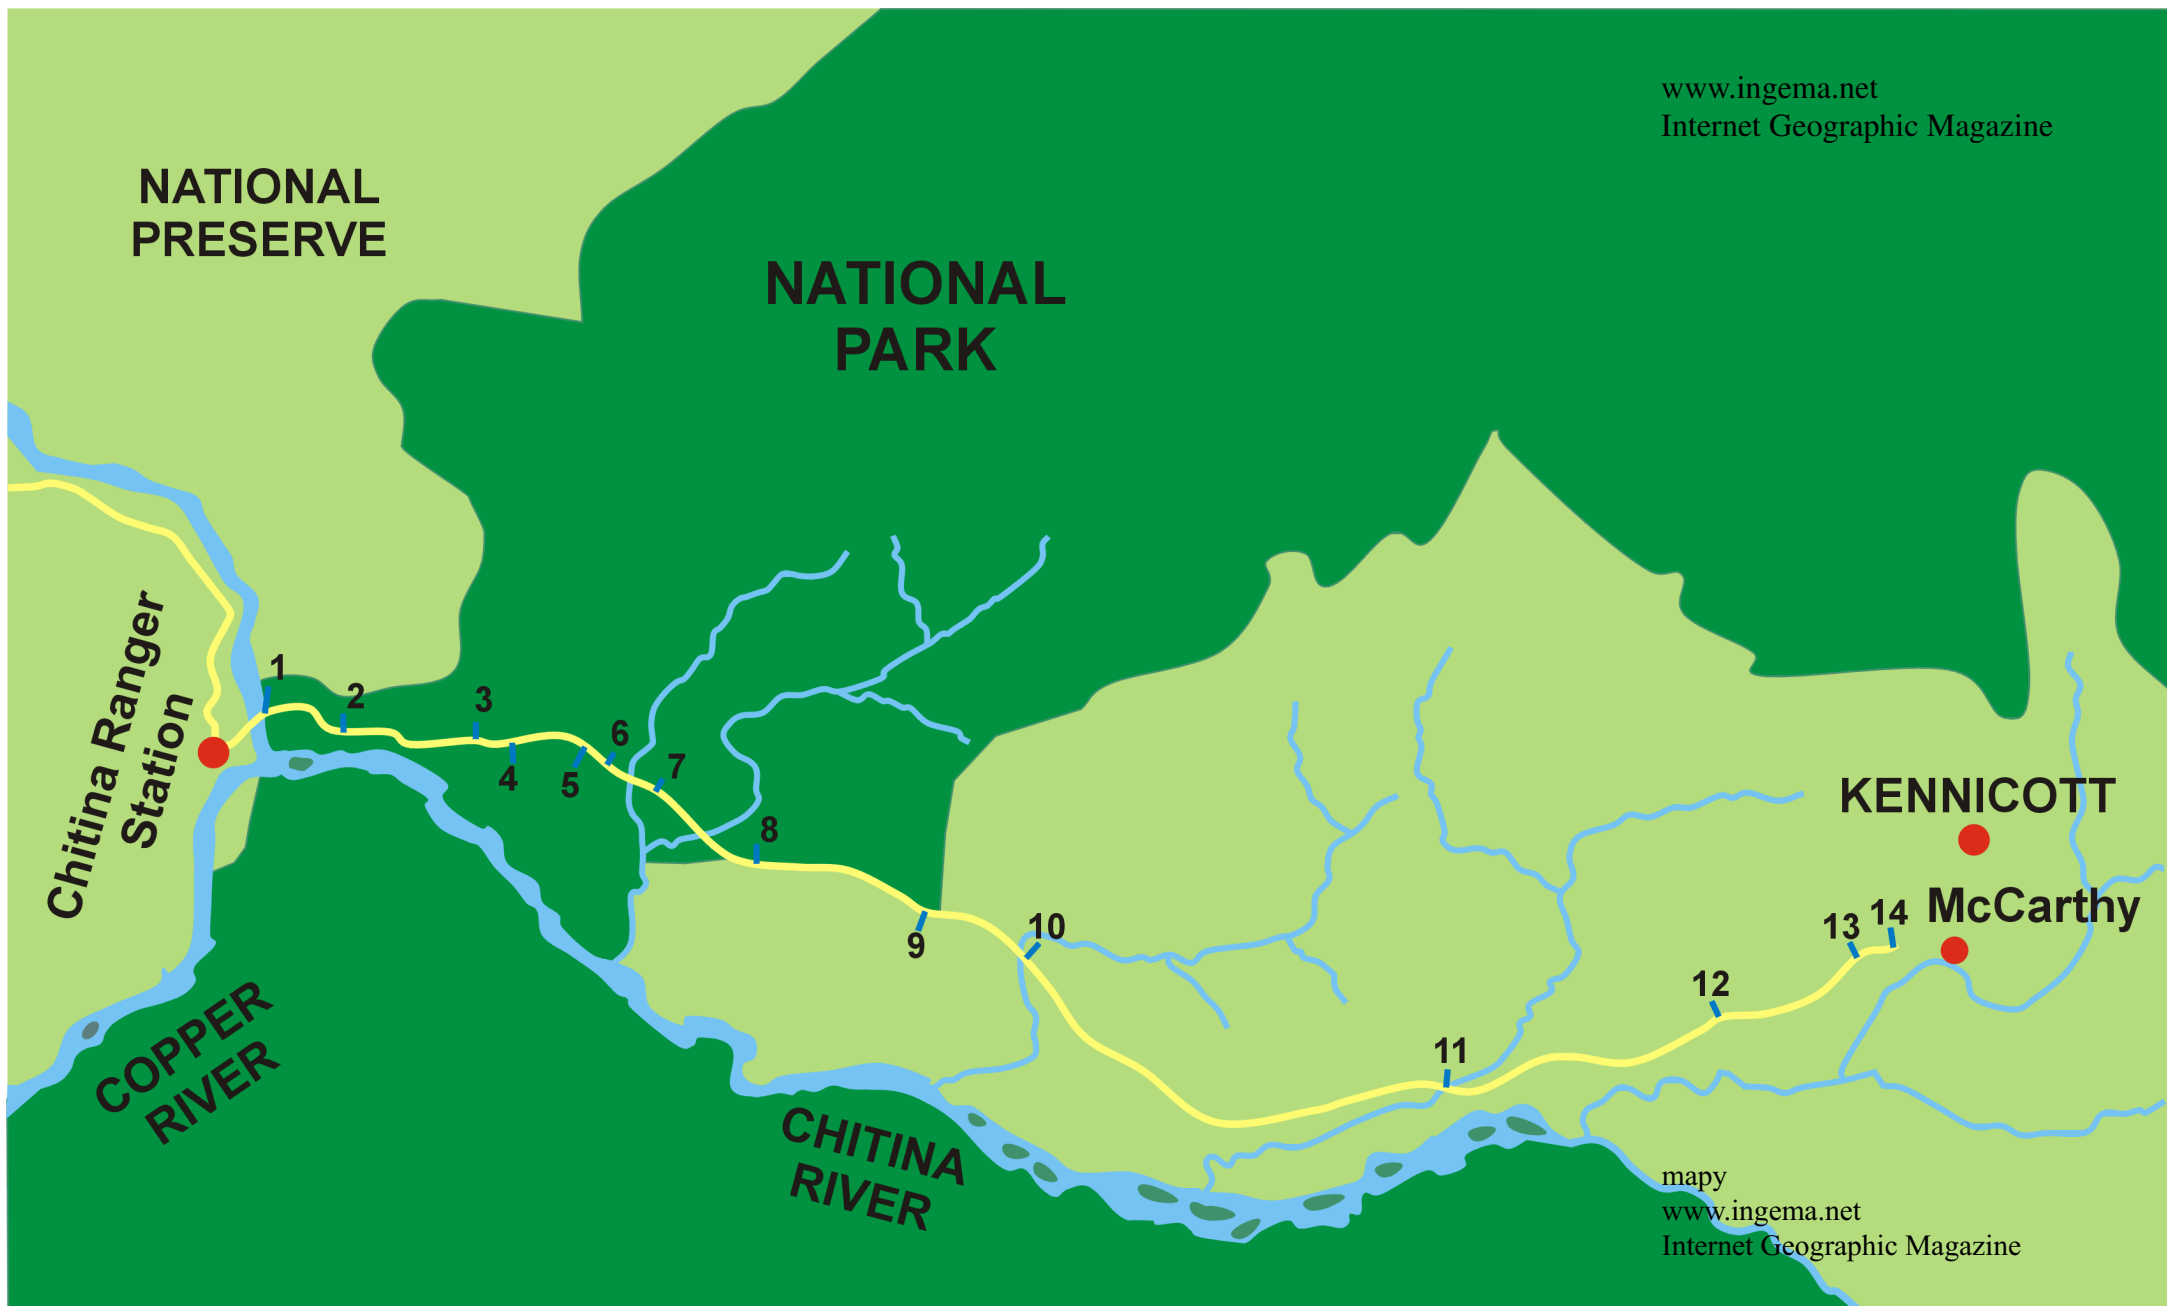 www.ingema.net
Internet Geographic Magazine
NATIONAL
PRESERVE
NATIONAL
PARK
Chitina Ranger
Station
1
2
3
4
5
6
7
8
9
10
11
12
13
14
KENNICOTT
McCarthy
COPPER
RIVER
CHITINA
RIVER
mapy
www.ingema.net
Internet Geographic Magazine